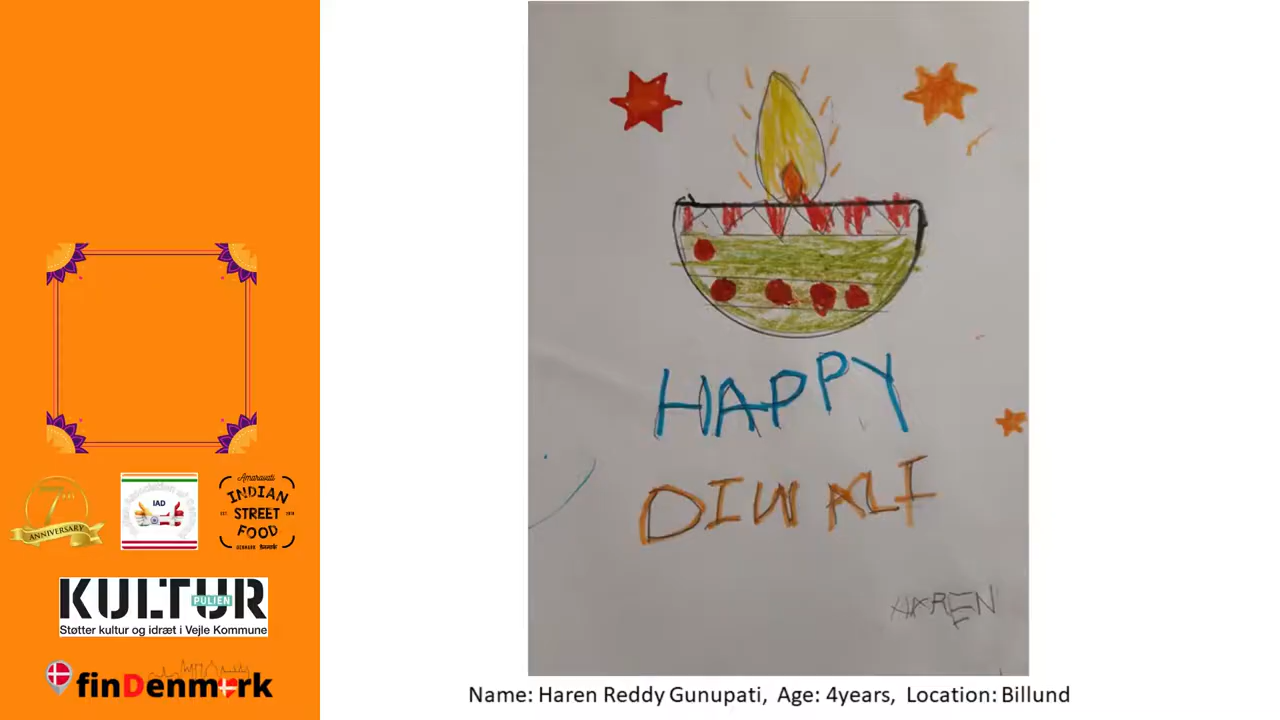 HAPPY
DIWALI
HAREN
ANNIVERSARY
IAD
Amaravati
INDIAN
STREET
FOOD
KULTUR
PULJEN
Støtter kultur og idræt i Vejle Kommune
finDenmark
Name: Haren Reddy Gunupati, Age: 4years, Location: Billund